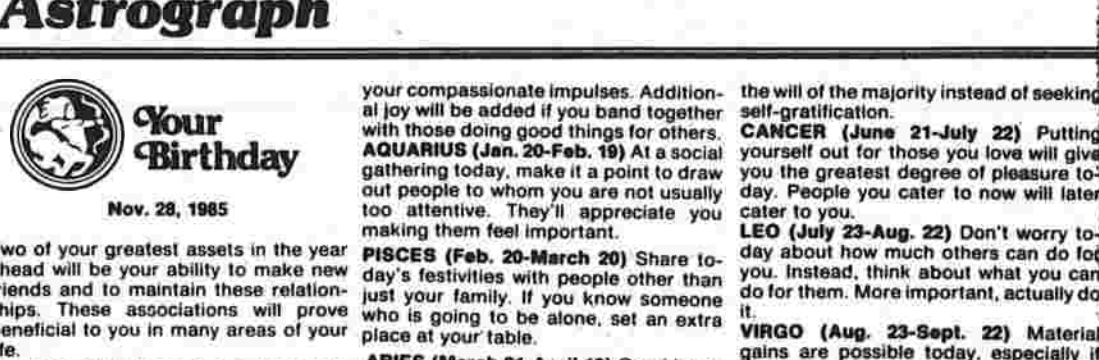 Astrograph
Your
Birthday
Nov. 28, 1985
wo of your greatest assets in the year
head will be your ability to make new
riends and to maintain these relation-
hips. These associations will prove
eneficial to you in many areas of your
fe.
your compassionate impulses. Addition-
al joy will be added if you band together
with those doing good things for others.
AQUARIUS (Jan. 20-Feb. 19) At a social
gathering today, make it a point to draw
out people to whom you are not usually
too attentive. They'll appreciate you
making them feel important.
PISCES (Feb. 20-March 20) Share to-
day's festivities with people other than
just your family. If you know someone
who is going to be alone, set an extra
place at your table.
the will of the majority instead of seeking
self-gratification.
CANCER (June 21-July 22) Putting
yourself out for those you love will give
you the greatest degree of pleasure to-
day. People you cater to now will later
cater to you.
LEO (July 23-Aug. 22) Don't worry to-
day about how much others can do for
you. Instead, think about what you can
do for them. More important, actually do
it.
VIRGO (Aug. 23-Sept. 22) Material
gains are possible today, especially if